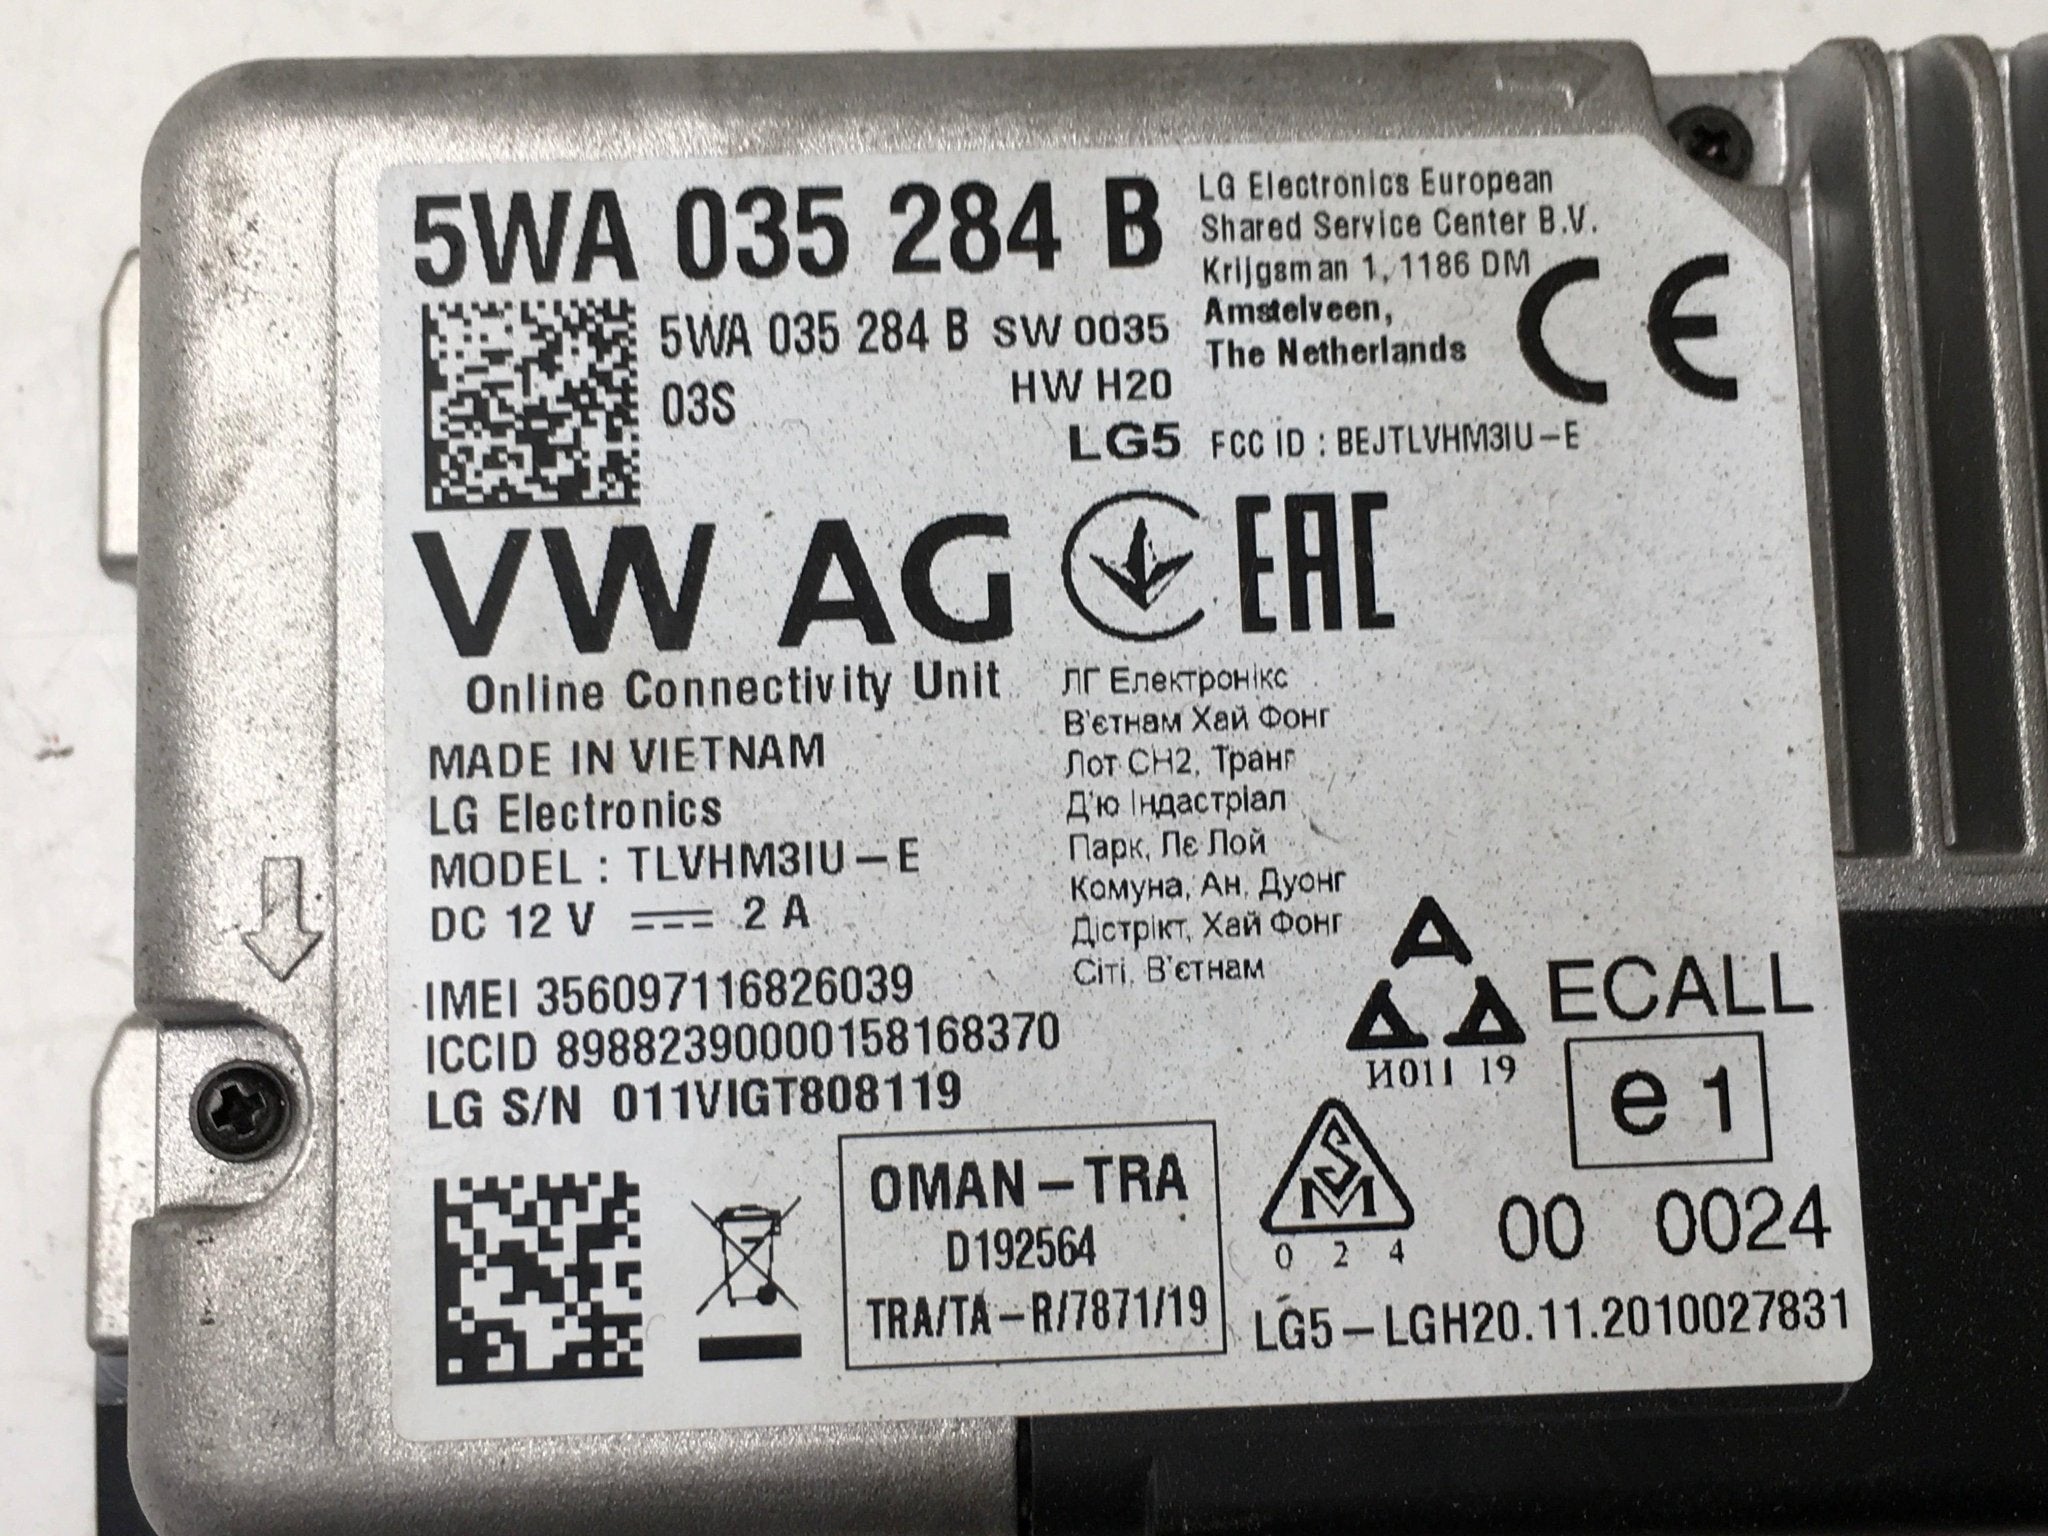 5WA 035 284 B
5WA 035 284 B SW 0035
03S HW H20
LG5 FCC ID : BEJTLVHM3IU-E
LG Electronics European
Shared Service Center B.V.
Krijgsman 1, 1186 DM
Amstelveen,
The Netherlands
CE
VW AG
EAC
Online Connectivity Unit
MADE IN VIETNAM
LG Electronics
MODEL : TLVHM3IU-E
DC 12 V 2 A
IMEI 356097116826039
ICCID 89882390000158168370
LG S/N 011VIGT808119
ЛГ Електронікс
В'єтнам Хай Фонг
Лот CH2, Транг
Д'ю Індастріал
Парк, Лє Лой
Комуна, Ан, Дуонг
Дістрікт, Хай Фонг
Сіті, В'єтнам
И011 19
ECALL
e1
00 0024
OMAN-TRA
D192564
TRA/TA-R/7871/19
SM
0 2 4
LG5-LGH20.11.2010027831